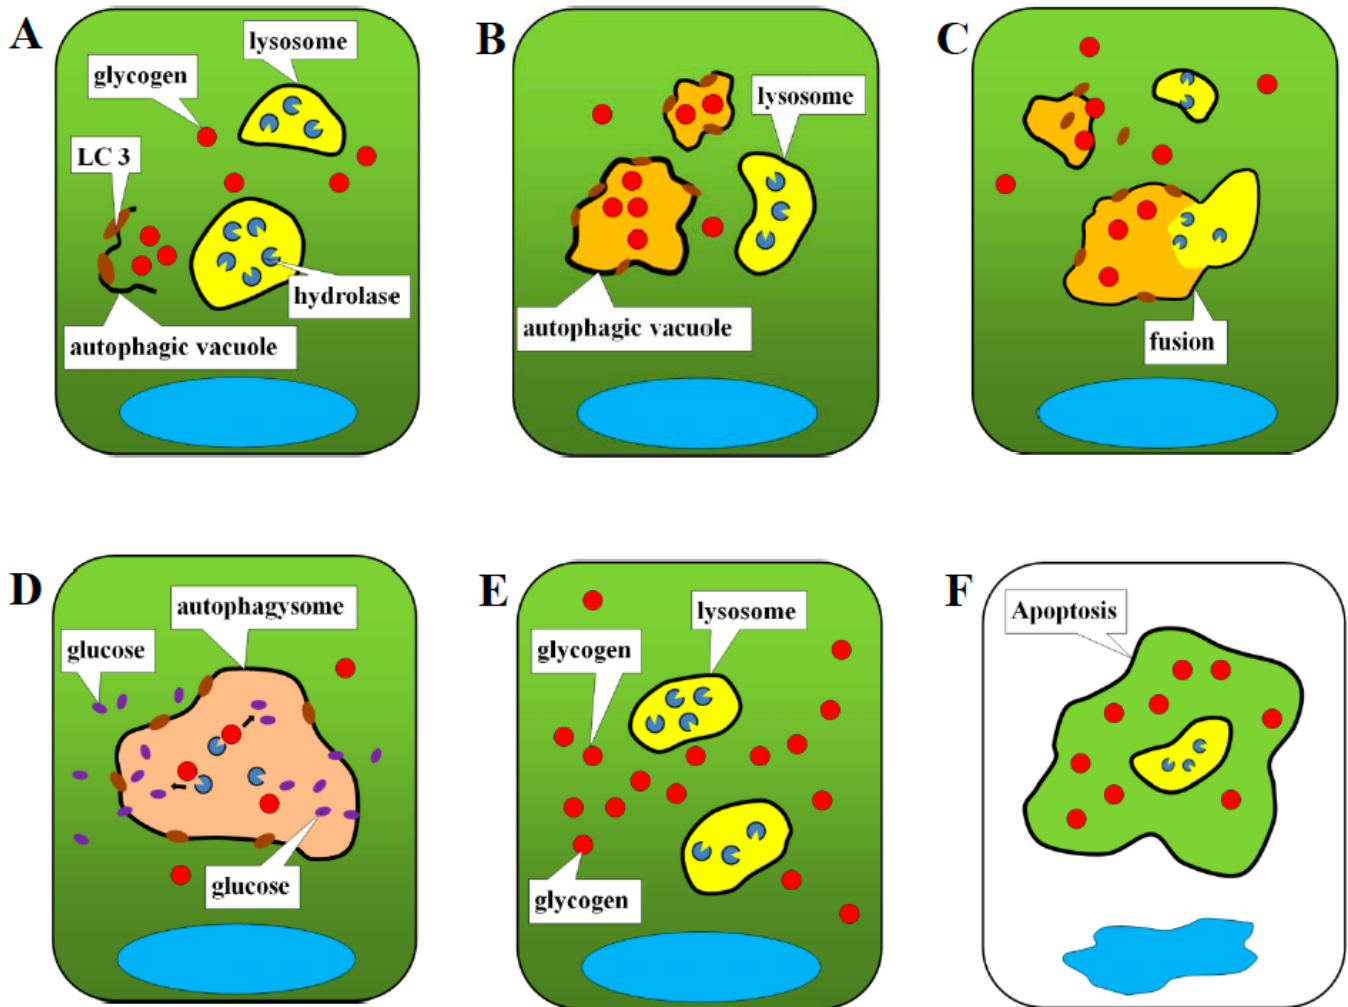 A
lysosome
glycogen
LC 3
hydrolase
autophagic vacuole
B
lysosome
autophagic vacuole
C
fusion
D
autophagysome
glucose
glucose
E
lysosome
glycogen
glycogen
F
Apoptosis